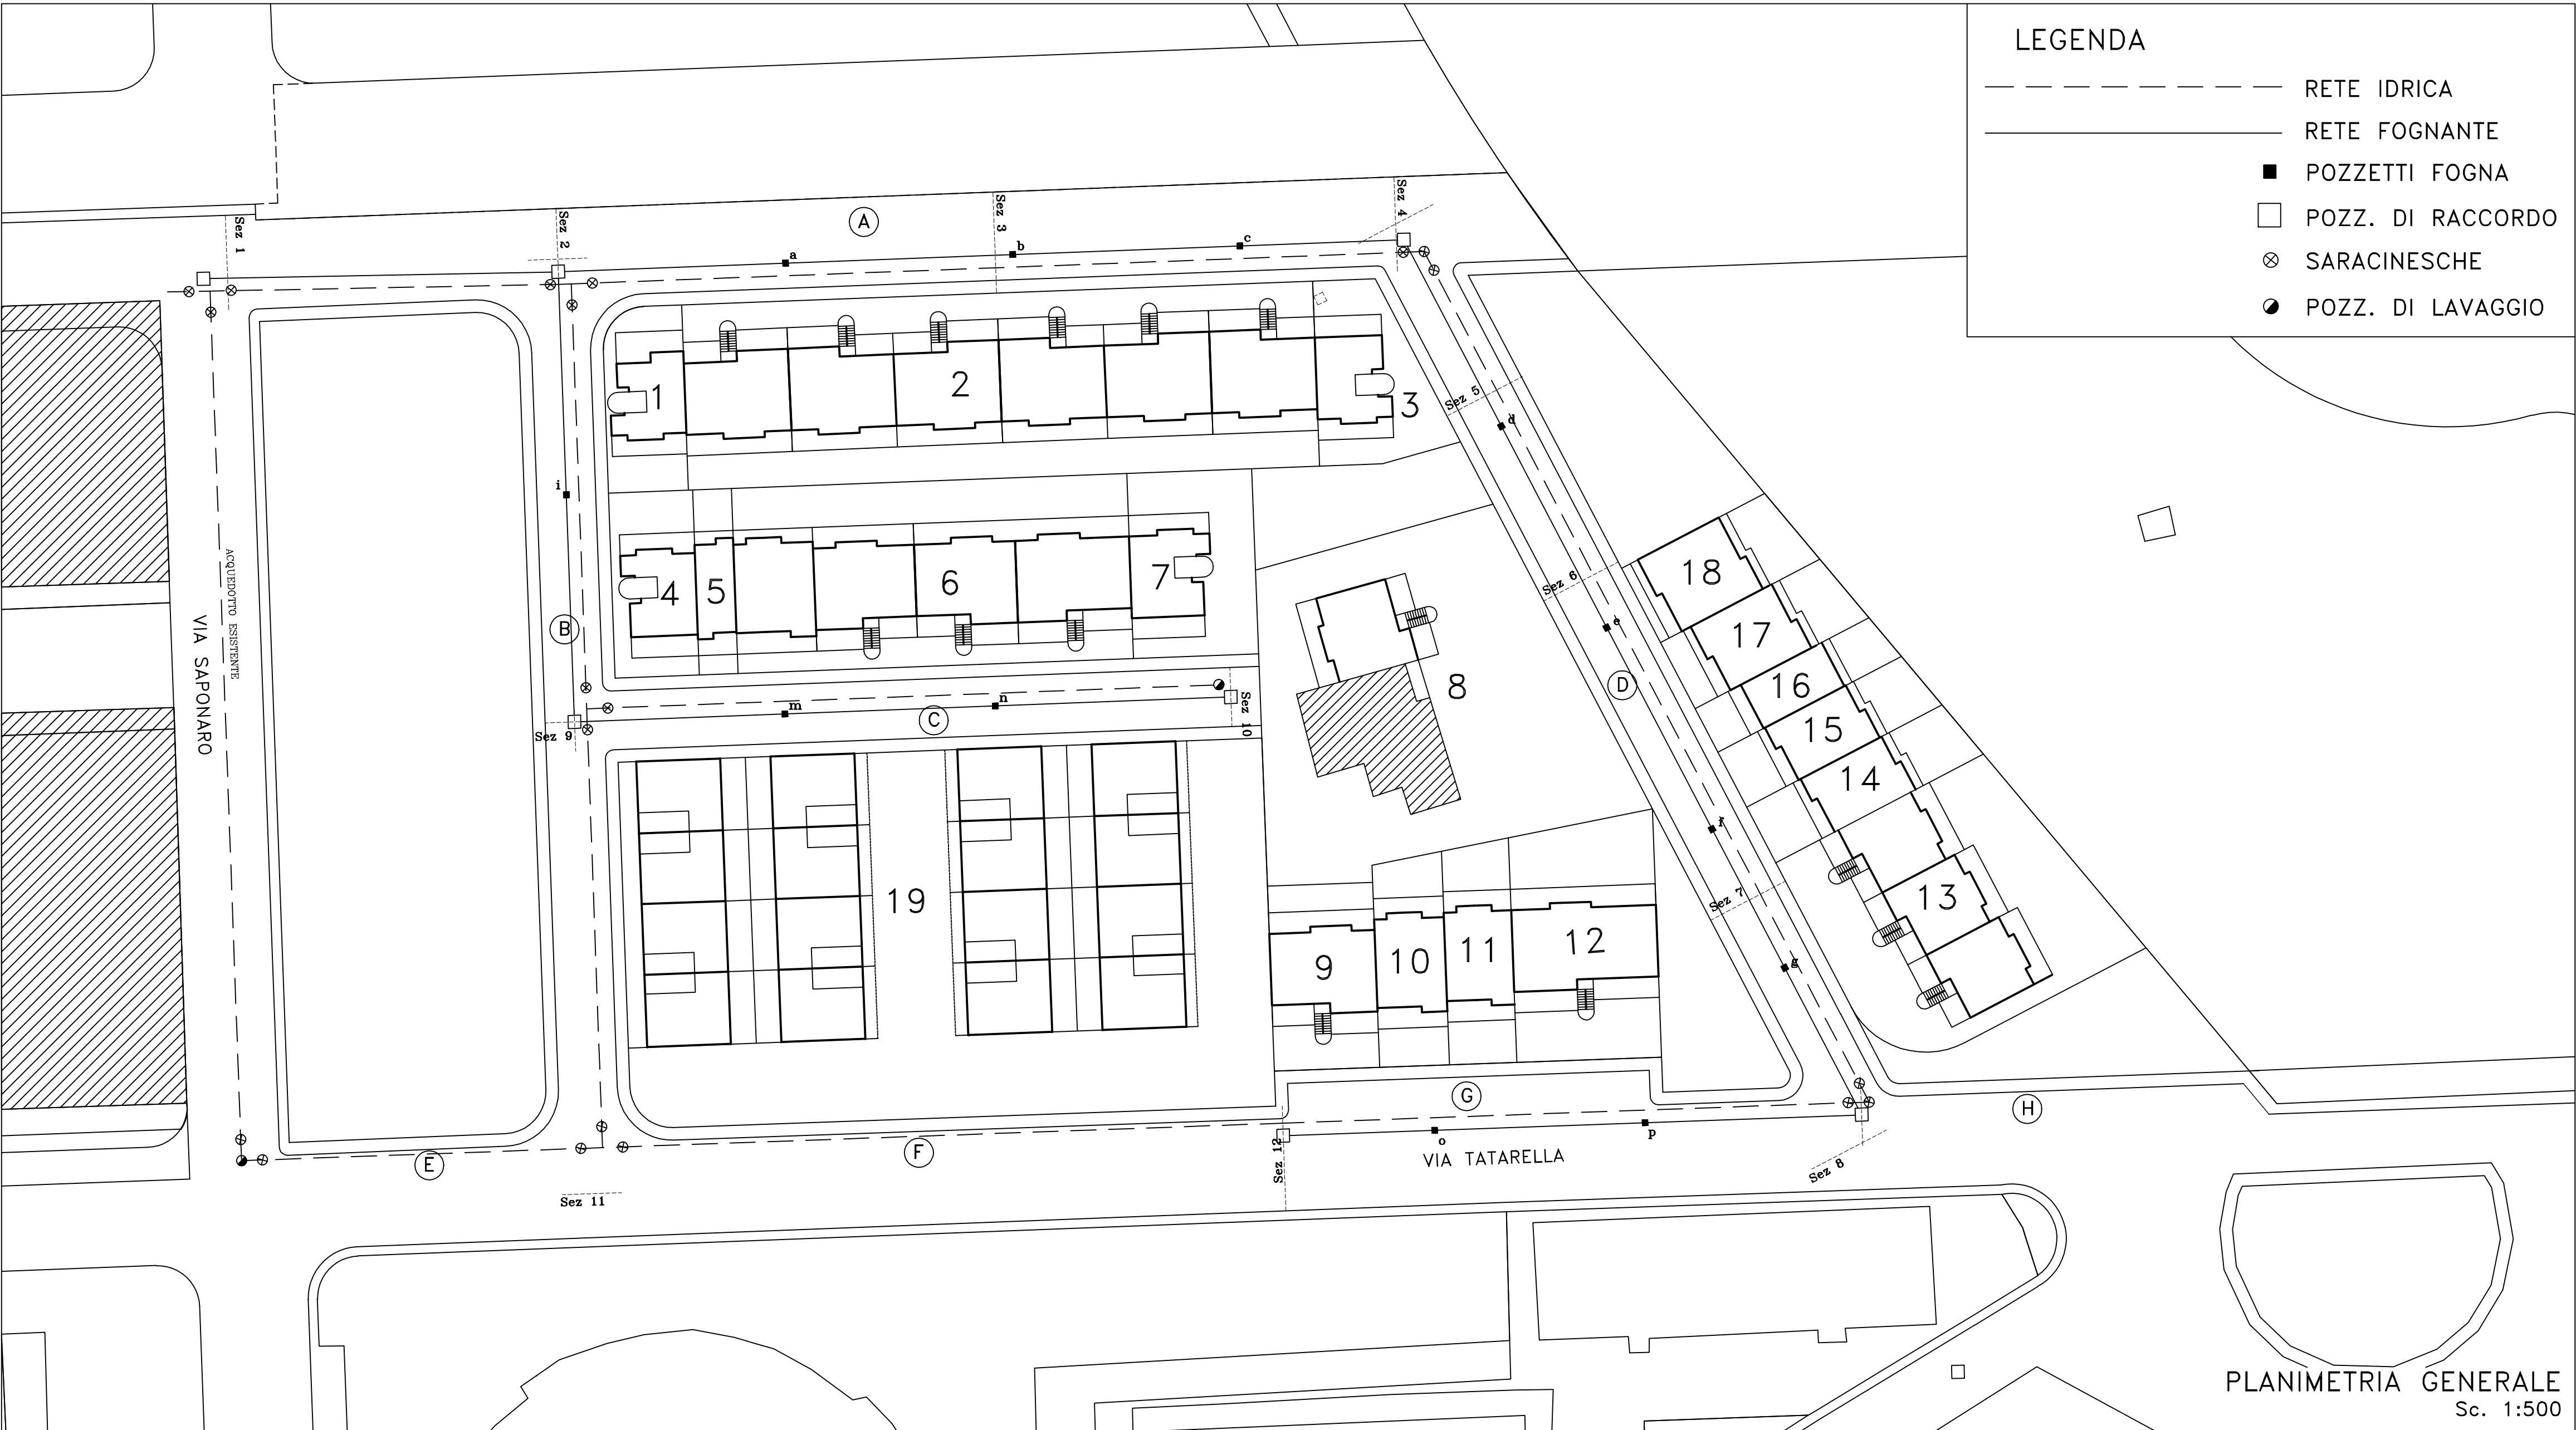 LEGENDA
RETE IDRICA
RETE FOGNANTE
POZZETTI FOGNA
POZZ. DI RACCORDO
SARACINESCHE
POZZ. DI LAVAGGIO
Sez 1
Sez 2
Sez 3
Sez 4
A
a
b
c
1
2
3
Sez 5
d
i
4
5
6
7
8
Sez 6
e
18
17
16
15
14
13
B
D
VIA SAPONARO
ACQUEDOTTO ESISTENTE
m
n
C
Sez 9
Sez 10
f
Sez 7
g
19
9
10
11
12
G
H
E
F
o
p
VIA TATARELLA
Sez 12
Sez 8
Sez 11
PLANIMETRIA GENERALE
Sc. 1:500